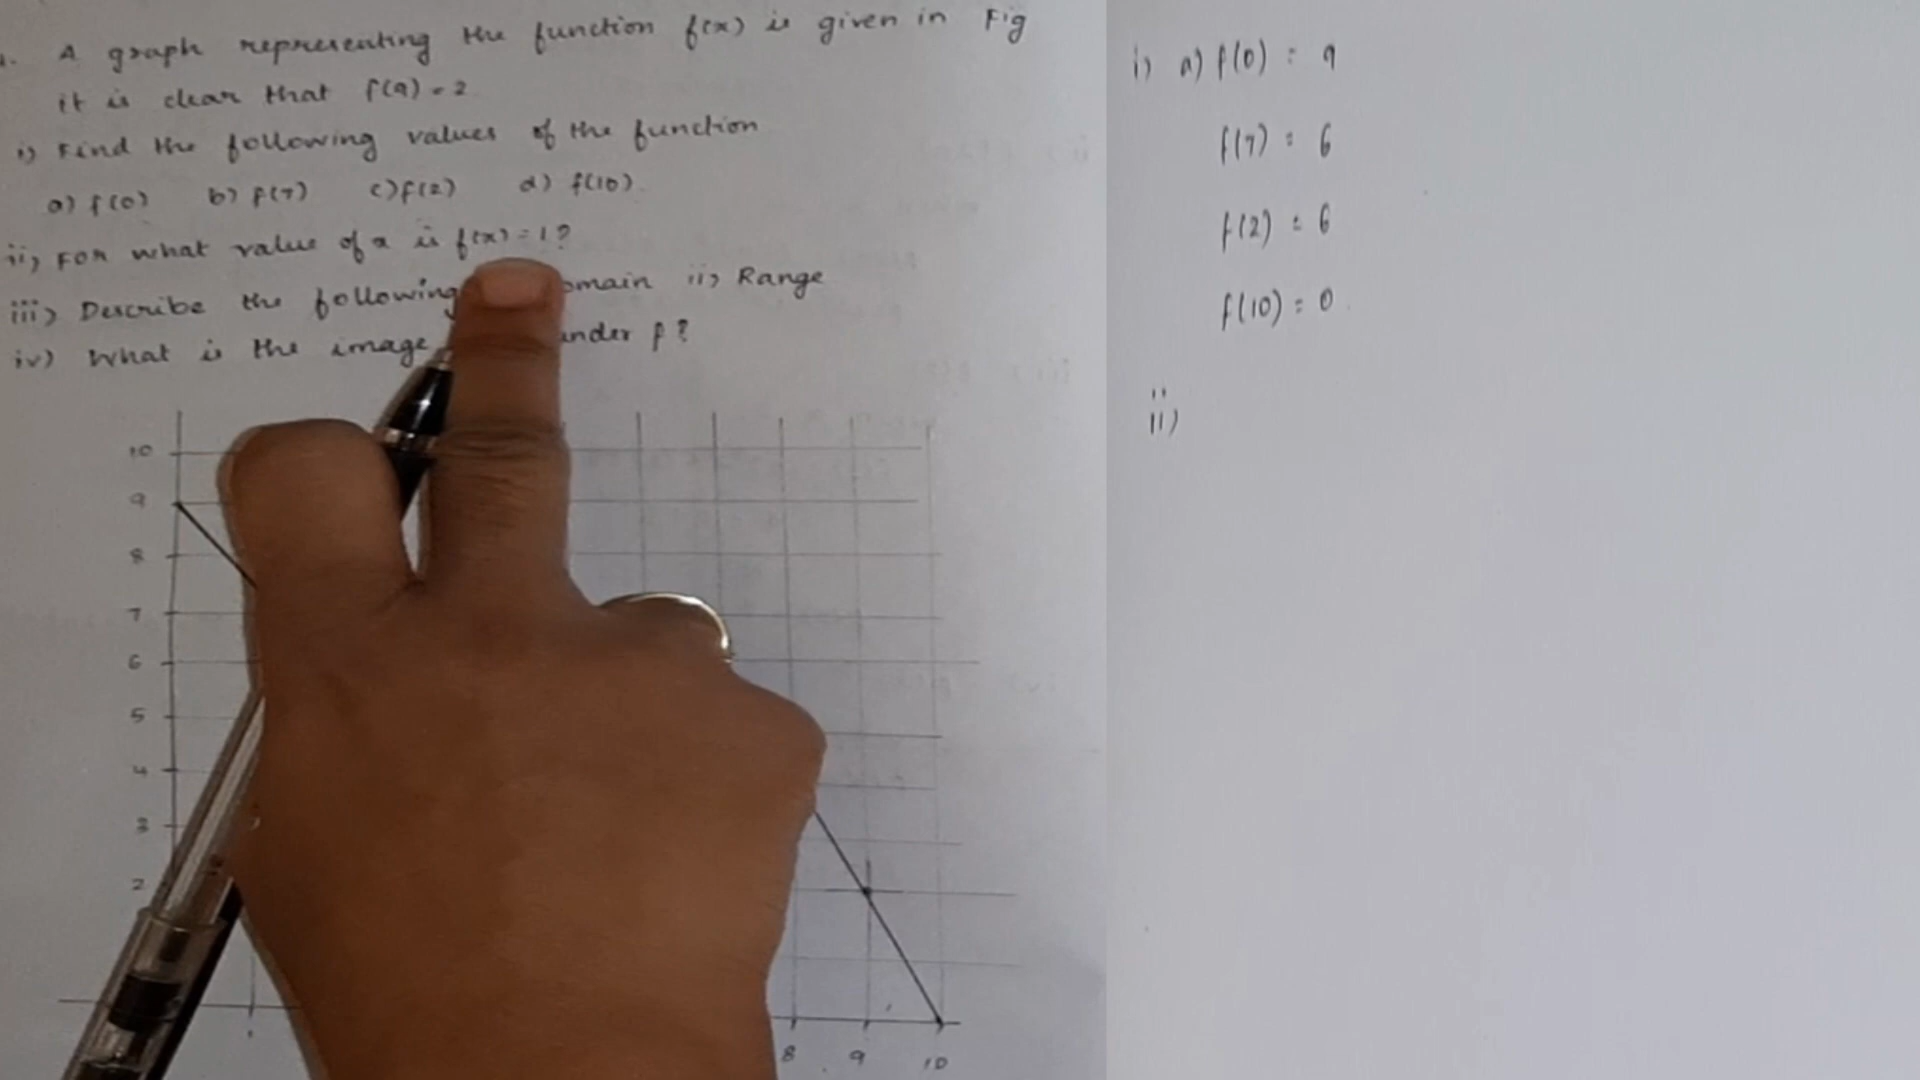 A graph representing the function f(x) is given in Fig
it is clear that f(9) = 2
i) Find the following values of the function
a) f(0) b) f(7) c) f(2) d) f(10).
ii) For what value of x is f(x) = 1?
iii) Describe the following omain ii) Range
iv) What is the image under f?
10
9
8
7
6
5
4
3
2
1
8 9 10
i) a) f(0) = 9
f(7) = 6
f(2) = 6
f(10) = 0.
ii)